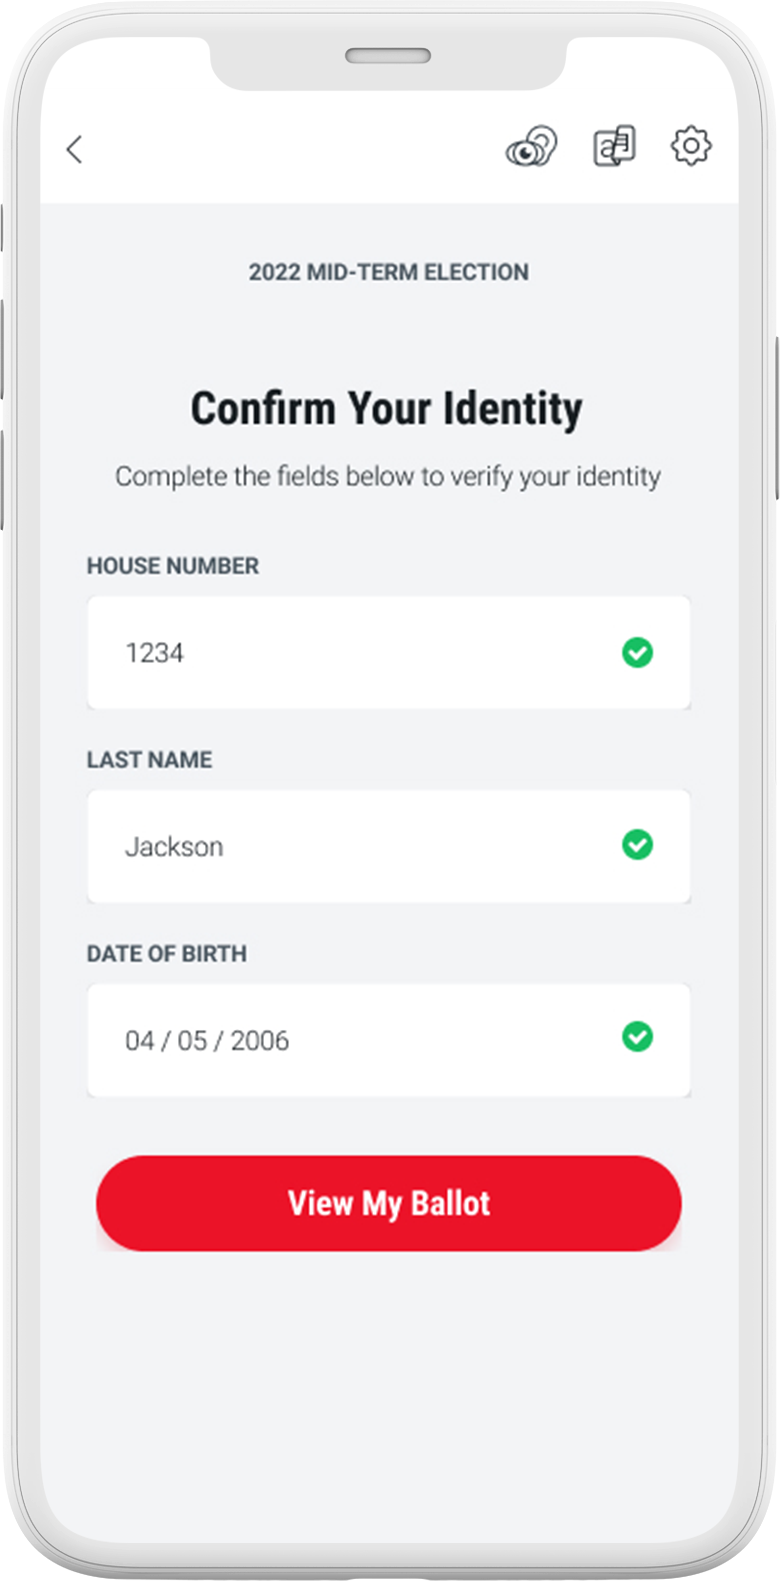 2022 MID-TERM ELECTION
Confirm Your Identity
Complete the fields below to verify your identity
HOUSE NUMBER
1234
LAST NAME
Jackson
DATE OF BIRTH
04 / 05 / 2006
View My Ballot